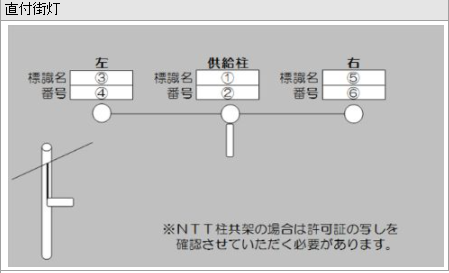 直付街灯
左 供給柱 右
標識名 ③ 標識名 ① 標識名 ⑤
番号 ④ 番号 ② 番号 ⑥
※NTT柱共架の場合は許可証の写しを
確認させていただく必要があります。